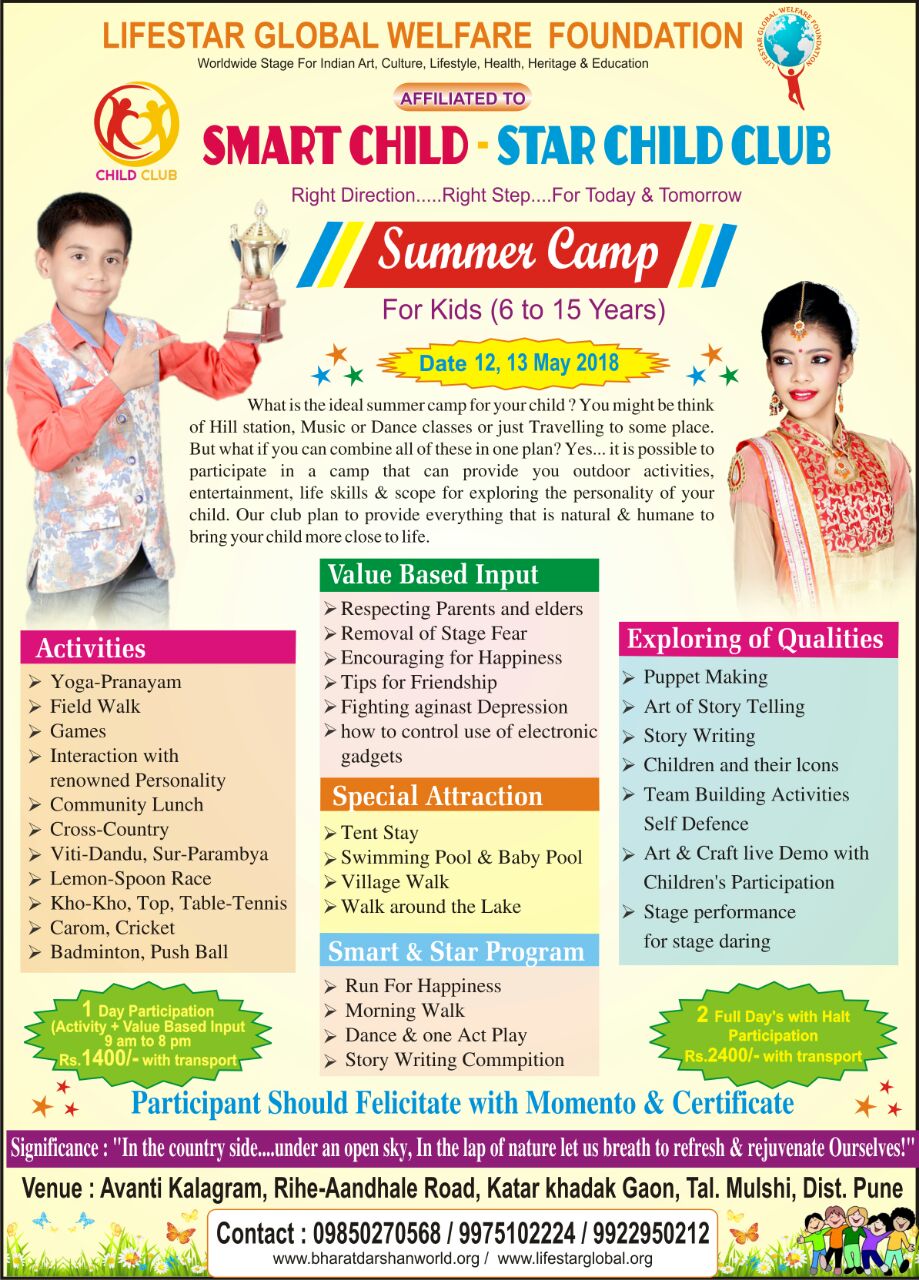 LIFESTAR GLOBAL WELFARE FOUNDATION
Worldwide Stage For Indian Art, Culture, Lifestyle, Health, Heritage & Education
LIFESTAR GLOBAL WELFARE FOUNDATION
AFFILIATED TO
CHILD CLUB
SMART CHILD - STAR CHILD CLUB
Right Direction.....Right Step....For Today & Tomorrow
Summer Camp
For Kids (6 to 15 Years)
Date 12, 13 May 2018
What is the ideal summer camp for your child ? You might be think
of Hill station, Music or Dance classes or just Travelling to some place.
But what if you can combine all of these in one plan? Yes... it is possible to
participate in a camp that can provide you outdoor activities,
entertainment, life skills & scope for exploring the personality of your
child. Our club plan to provide everything that is natural & humane to
bring your child more close to life.
Activities
➢ Yoga-Pranayam
➢ Field Walk
➢ Games
➢ Interaction with
renowned Personality
➢ Community Lunch
➢ Cross-Country
➢ Viti-Dandu, Sur-Parambya
➢ Lemon-Spoon Race
➢ Kho-Kho, Top, Table-Tennis
➢ Carom, Cricket
➢ Badminton, Push Ball
Value Based Input
➢ Respecting Parents and elders
➢ Removal of Stage Fear
➢ Encouraging for Happiness
➢ Tips for Friendship
➢ Fighting aginast Depression
➢ how to control use of electronic
gadgets
Special Attraction
➢ Tent Stay
➢ Swimming Pool & Baby Pool
➢ Village Walk
➢ Walk around the Lake
Smart & Star Program
➢ Run For Happiness
➢ Morning Walk
➢ Dance & one Act Play
➢ Story Writing Commpition
Exploring of Qualities
➢ Puppet Making
➢ Art of Story Telling
➢ Story Writing
➢ Children and their lcons
➢ Team Building Activities
Self Defence
➢ Art & Craft live Demo with
Children's Participation
➢ Stage performance
for stage daring
1 Day Participation
(Activity + Value Based Input
9 am to 8 pm
Rs.1400/- with transport
2 Full Day's with Halt
Participation
Rs.2400/- with transport
Participant Should Felicitate with Momento & Certificate
Significance : "In the country side....under an open sky, In the lap of nature let us breath to refresh & rejuvenate Ourselves!"
Venue : Avanti Kalagram, Rihe-Aandhale Road, Katar khadak Gaon, Tal. Mulshi, Dist. Pune
Contact : 09850270568 / 9975102224 / 9922950212
www.bharatdarshanworld.org / www.lifestarglobal.org